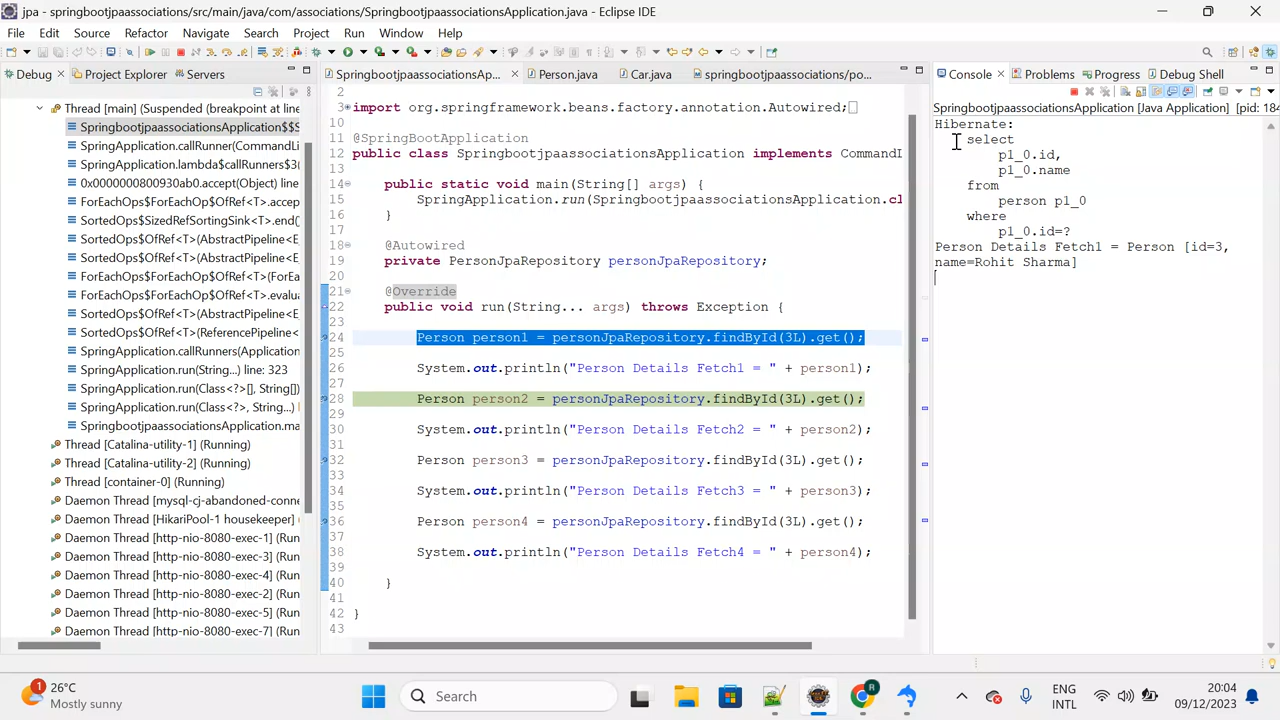 jpa - springbootjpaassociations/src/main/java/com/associations/SpringbootjpaassociationsApplication.java - Eclipse IDE
File Edit Source Refactor Navigate Search Project Run Window Help
Debug Project Explorer Servers
Thread [main] (Suspended (breakpoint at line
SpringbootjpaassociationsApplication$$S
SpringApplication.callRunner(CommandLi
SpringApplication.lambda$callRunners$3(
0x0000000800930ab0.accept(Object) line
ForEachOps$ForEachOp$OfRef<T>.accept
SortedOps$SizedRefSortingSink<T>.end(
SortedOps$OfRef<T>(AbstractPipeline<E
SortedOps$OfRef<T>(AbstractPipeline<E
SortedOps$OfRef<T>(AbstractPipeline<E
ForEachOps$ForEachOp$OfRef<T>(ForEa
ForEachOps$ForEachOp$OfRef<T>.evalua
SortedOps$OfRef<T>(AbstractPipeline<E
SortedOps$OfRef<T>(ReferencePipeline<
SpringApplication.callRunners(Applicatio
SpringApplication.run(String...) line: 323
SpringApplication.run(Class<?>[], String[])
SpringApplication.run(Class<?>, String...)
SpringbootjpaassociationsApplication.ma
Thread [Catalina-utility-1] (Running)
Thread [Catalina-utility-2] (Running)
Thread [container-0] (Running)
Daemon Thread [mysql-cj-abandoned-conne
Daemon Thread [HikariPool-1 housekeeper] (
Daemon Thread [http-nio-8080-exec-1] (Run
Daemon Thread [http-nio-8080-exec-3] (Run
Daemon Thread [http-nio-8080-exec-4] (Run
Daemon Thread [http-nio-8080-exec-2] (Run
Daemon Thread [http-nio-8080-exec-5] (Run
Daemon Thread [http-nio-8080-exec-7] (Run
SpringbootjpaassociationsAp... Person.java Car.java springbootjpaassociations/po...
2
3 import org.springframework.beans.factory.annotation.Autowired;
10
11 @SpringBootApplication
12 public class SpringbootjpaassociationsApplication implements CommandL
13
14 public static void main(String[] args) {
15 SpringApplication.run(SpringbootjpaassociationsApplication.cl
16 }
17
18 @Autowired
19 private PersonJpaRepository personJpaRepository;
20
21 @Override
22 public void run(String... args) throws Exception {
23
24 Person person1 = personJpaRepository.findById(3L).get();
25
26 System.out.println("Person Details Fetch1 = " + person1);
27
28 Person person2 = personJpaRepository.findById(3L).get();
29
30 System.out.println("Person Details Fetch2 = " + person2);
31
32 Person person3 = personJpaRepository.findById(3L).get();
33
34 System.out.println("Person Details Fetch3 = " + person3);
35
36 Person person4 = personJpaRepository.findById(3L).get();
37
38 System.out.println("Person Details Fetch4 = " + person4);
39
40 }
41
42 }
43
Console Problems Progress Debug Shell
SpringbootjpaassociationsApplication [Java Application] [pid: 184
Hibernate:
select
p1_0.id,
p1_0.name
from
person p1_0
where
p1_0.id=?
Person Details Fetch1 = Person [id=3,
name=Rohit Sharma]
1
26°C
Mostly sunny
Search
R
ENG
INTL
20:04
09/12/2023